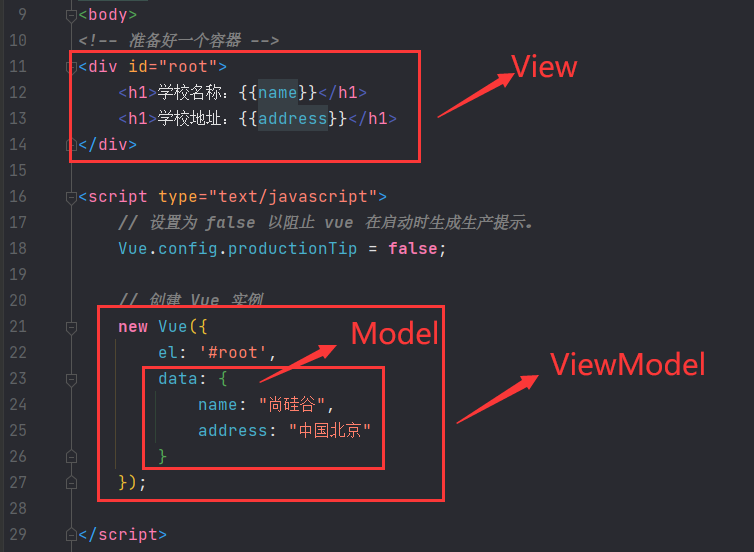 9 <body>
10 <!-- 准备好一个容器 -->
11 <div id="root">
View
12 <h1>学校名称：{{name}}</h1>
13 <h1>学校地址：{{address}}</h1>
14 </div>
15
16 <script type="text/javascript">
17 // 设置为 false 以阻止 vue 在启动时生成生产提示。
18 Vue.config.productionTip = false;
19
20 // 创建 Vue 实例
21 new Vue({
Model
22 el: '#root',
ViewModel
23 data: {
24 name: "尚硅谷",
25 address: "中国北京"
26 }
27 });
28
29 </script>